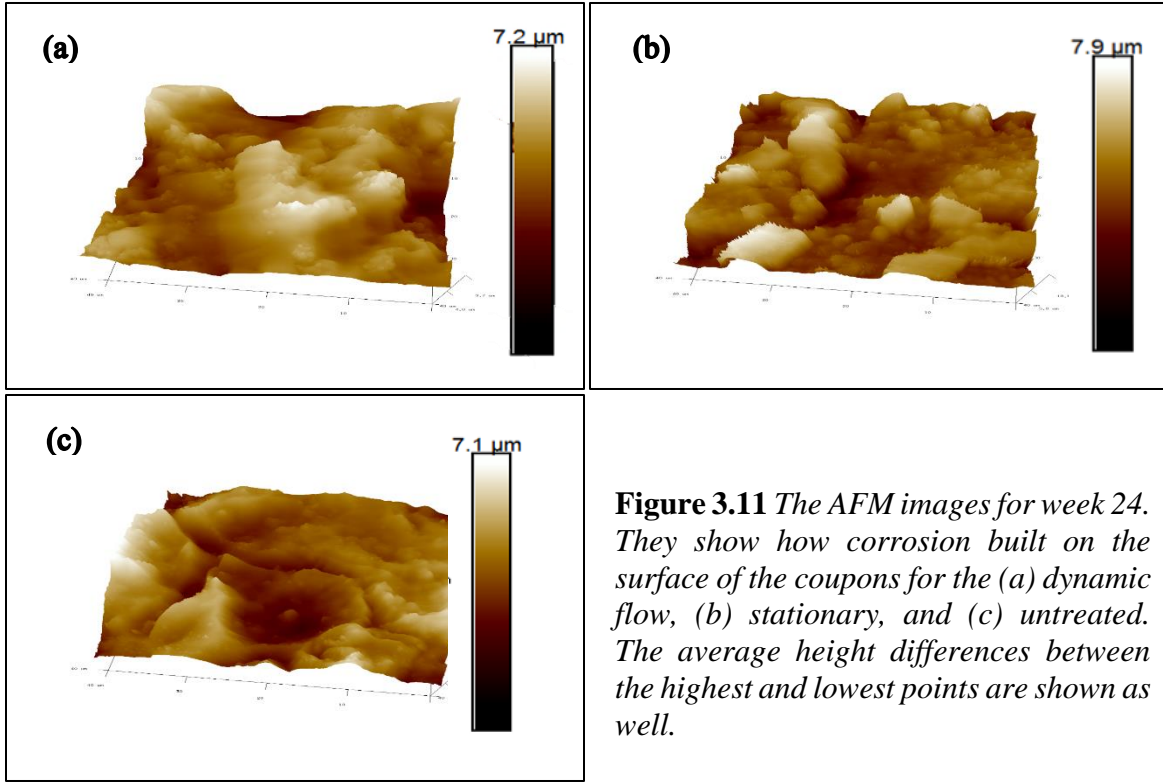 (a)
7.2 µm
(b)
7.9 µm
(c)
7.1 µm
Figure 3.11 The AFM images for week 24.
They show how corrosion built on the
surface of the coupons for the (a) dynamic
flow, (b) stationary, and (c) untreated.
The average height differences between
the highest and lowest points are shown as
well.